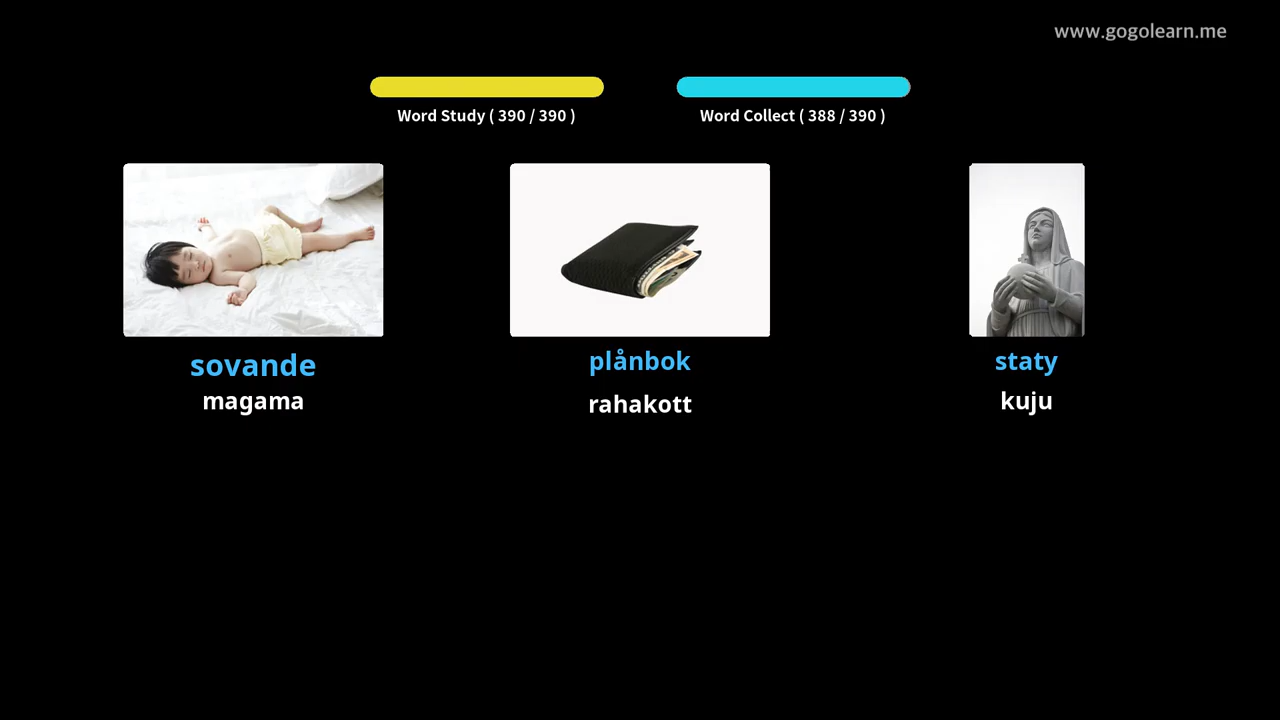 www.gogolearn.me
Word Study ( 390 / 390 )
Word Collect ( 388 / 390 )
sovande
magama
plånbok
rahakott
staty
kuju